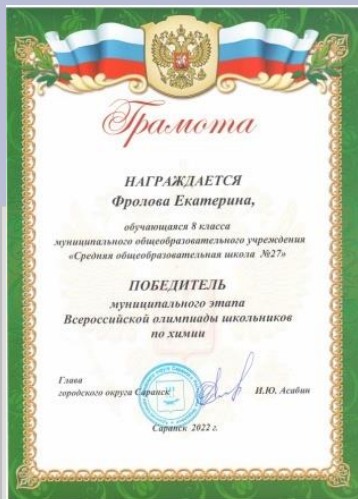 Грамота
НАГРАЖДАЕТСЯ
Фролова Екатерина,
обучающаяся 8 класса
муниципального общеобразовательного учреждения
«Средняя общеобразовательная школа №27»
ПОБЕДИТЕЛЬ
муниципального этапа
Всероссийской олимпиады школьников
по химии
Глава
городского округа Саранск И.Ю. Асабин
Саранск 2022 г.